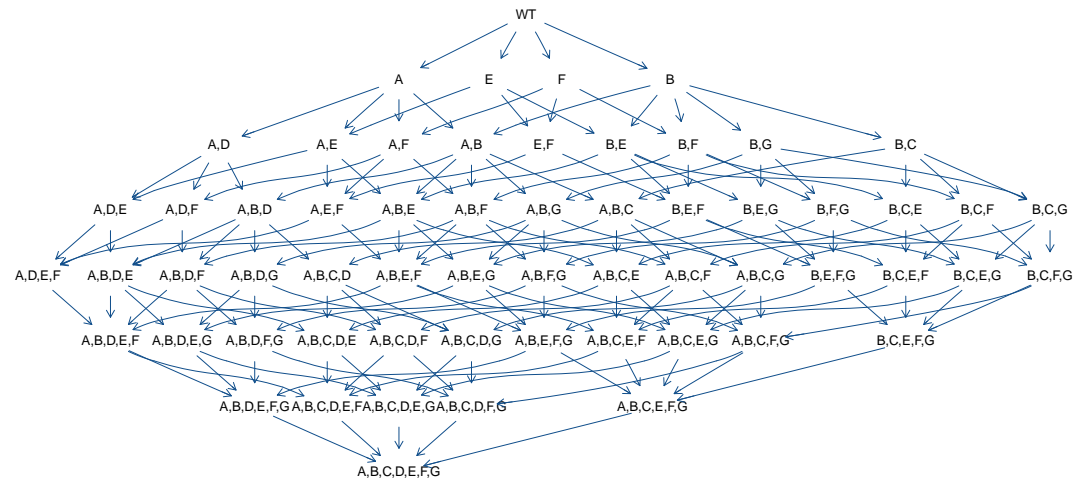 WT
A E F B
A,D A,E A,F A,B E,F B,E B,F B,G B,C
A,D,E A,D,F A,B,D A,E,F A,B,E A,B,F A,B,G A,B,C B,E,F B,E,G B,F,G B,C,E B,C,F B,C,G
A,D,E,F A,B,D,E A,B,D,F A,B,D,G A,B,C,D A,B,E,F A,B,E,G A,B,F,G A,B,C,E A,B,C,F A,B,C,G B,E,F,G B,C,E,F B,C,E,G B,C,F,G
A,B,D,E,F A,B,D,E,G A,B,D,F,G A,B,C,D,E A,B,C,D,F A,B,C,D,G A,B,E,F,G A,B,C,E,F A,B,C,E,G A,B,C,F,G B,C,E,F,G
A,B,D,E,F,G A,B,C,D,E,F A,B,C,D,E,G A,B,C,D,F,G A,B,C,E,F,G
A,B,C,D,E,F,G